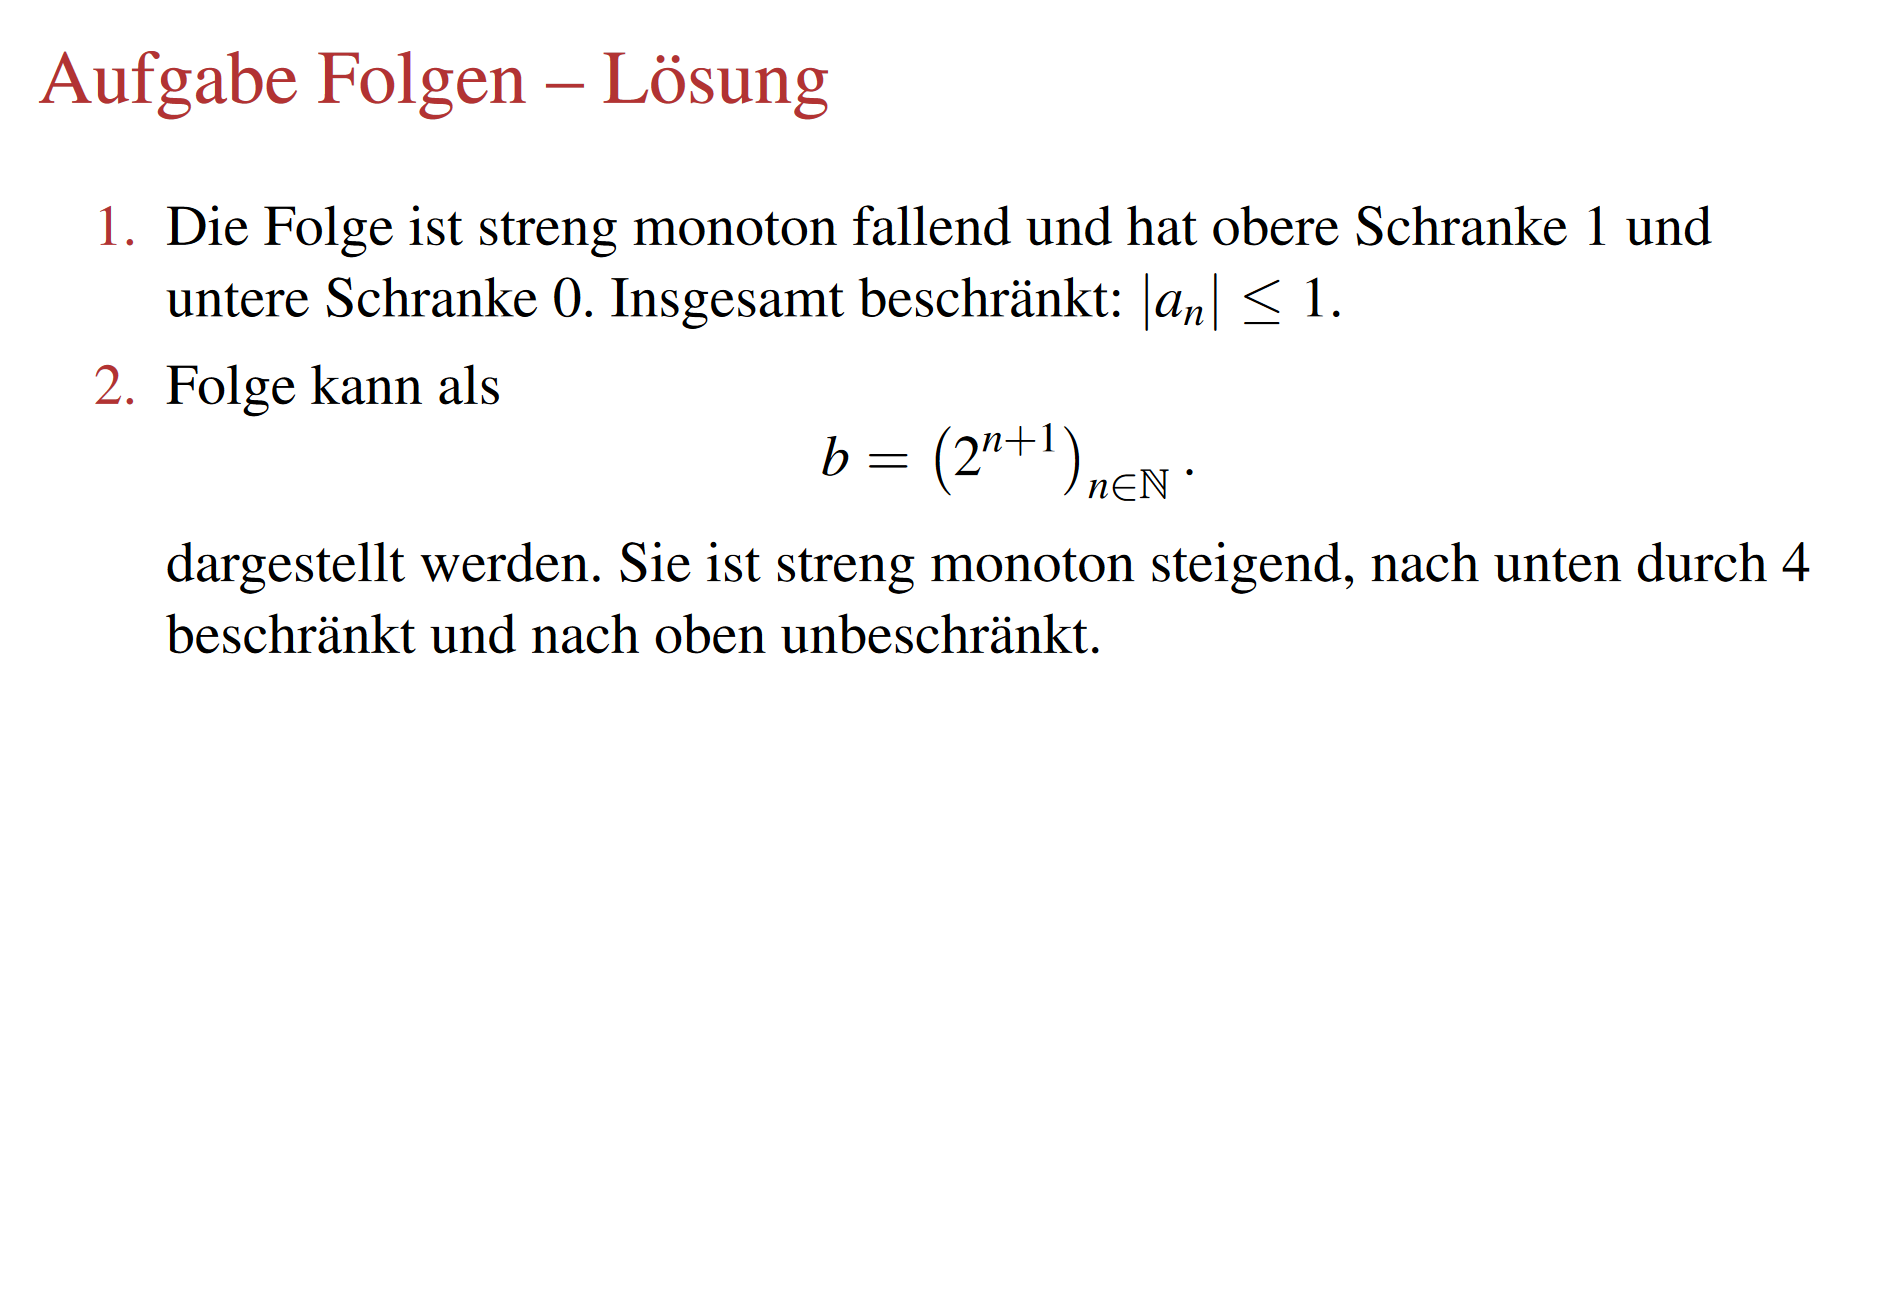 Aufgabe Folgen – Lösung
1. Die Folge ist streng monoton fallend und hat obere Schranke 1 und
untere Schranke 0. Insgesamt beschränkt: |aₙ| ≤ 1.
2. Folge kann als
b = (2ⁿ⁺¹)_{n∈ℕ} .
dargestellt werden. Sie ist streng monoton steigend, nach unten durch 4
beschränkt und nach oben unbeschränkt.